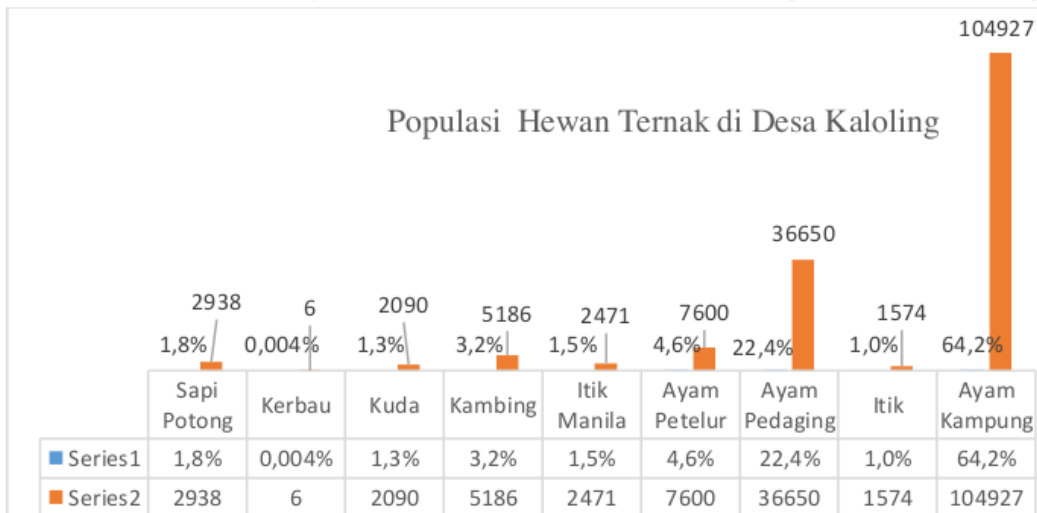 104927
Populasi Hewan Ternak di Desa Kaloling
36650
2938 6 2090 5186 2471 7600 1574
1,8% 0,004% 1,3% 3,2% 1,5% 4,6% 22,4% 1,0% 64,2%
Sapi Potong Kerbau Kuda Kambing Itik Manila Ayam Petelur Ayam Pedaging Itik Ayam Kampung
Series1 1,8% 0,004% 1,3% 3,2% 1,5% 4,6% 22,4% 1,0% 64,2%
Series2 2938 6 2090 5186 2471 7600 36650 1574 104927